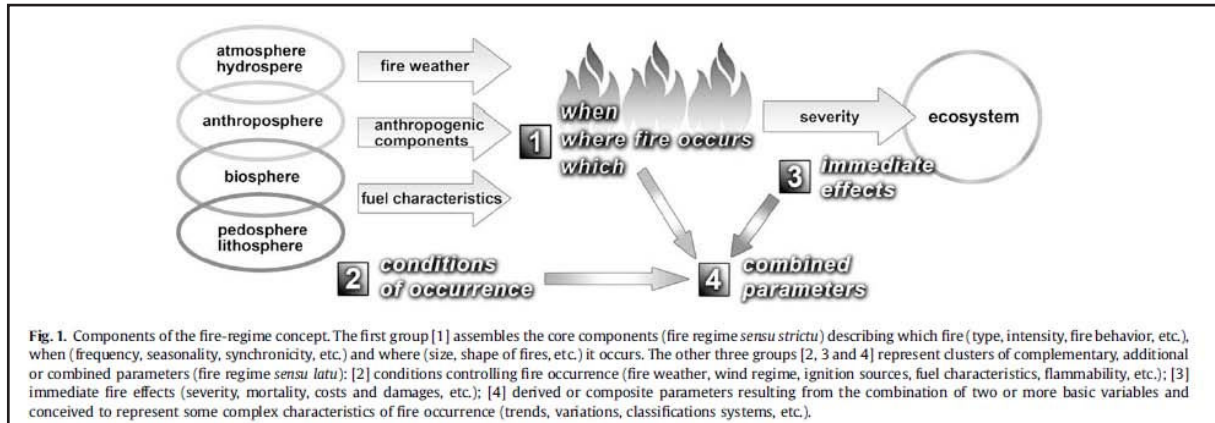 atmosphere
hydrospere
anthroposphere
biosphere
pedosphere
lithosphere
fire weather
anthropogenic
components
fuel characteristics
1
when
where fire occurs
which
severity
ecosystem
3
immediate
effects
2
conditions
of occurrence
4
combined
parameters
Fig. 1. Components of the fire-regime concept. The first group [1] assembles the core components (fire regime sensu strictu) describing which fire (type, intensity, fire behavior, etc.),
when (frequency, seasonality, synchronicity, etc.) and where (size, shape of fires, etc.) it occurs. The other three groups [2, 3 and 4] represent clusters of complementary, additional
or combined parameters (fire regime sensu latu): [2] conditions controlling fire occurrence (fire weather, wind regime, ignition sources, fuel characteristics, flammability, etc.); [3]
immediate fire effects (severity, mortality, costs and damages, etc.); [4] derived or composite parameters resulting from the combination of two or more basic variables and
conceived to represent some complex characteristics of fire occurrence (trends, variations, classifications systems, etc.).